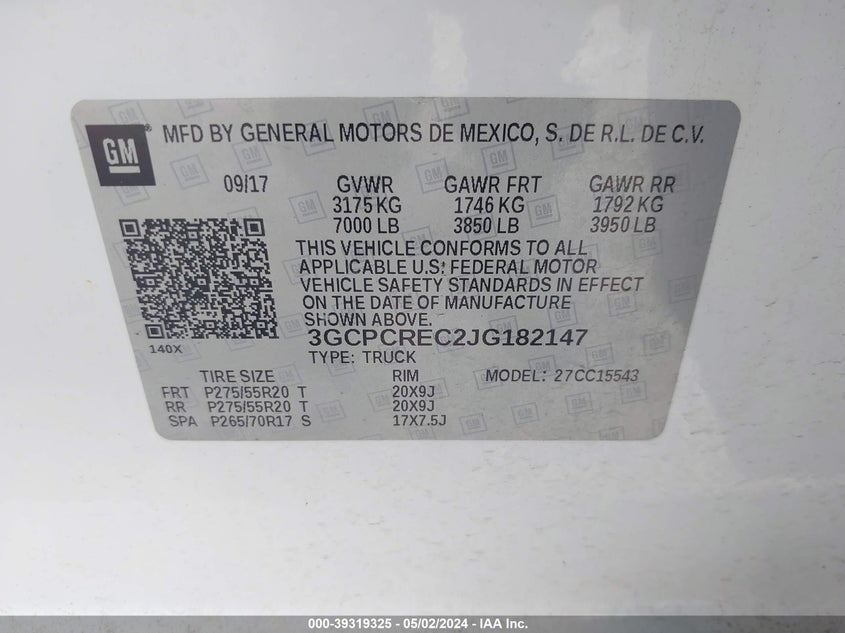 GM ® MFD BY GENERAL MOTORS DE MEXICO, S. DE R.L. DE C.V.
09/17 GVWR GAWR FRT GAWR RR
3175 KG 1746 KG 1792 KG
7000 LB 3850 LB 3950 LB
THIS VEHICLE CONFORMS TO ALL
APPLICABLE U.S. FEDERAL MOTOR
VEHICLE SAFETY STANDARDS IN EFFECT
ON THE DATE OF MANUFACTURE
SHOWN ABOVE.
140X
3GCPCREC2JG182147
TYPE: TRUCK
TIRE SIZE RIM MODEL: 27CC15543
FRT P275/55R20 T 20X9J
RR P275/55R20 T 20X9J
SPA P265/70R17 S 17X7.5J
000-39319325 - 05/02/2024 - IAA Inc.